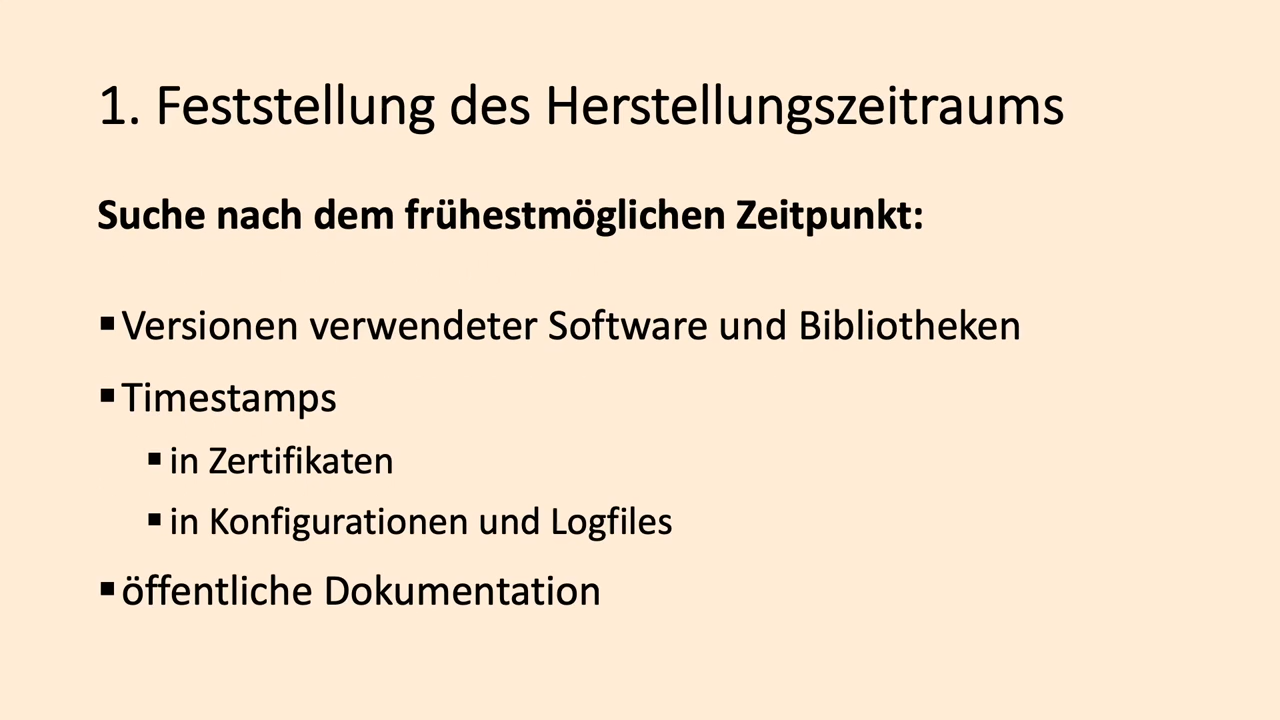 1. Feststellung des Herstellungszeitraums
Suche nach dem frühestmöglichen Zeitpunkt:
▪ Versionen verwendeter Software und Bibliotheken
▪ Timestamps
▪ in Zertifikaten
▪ in Konfigurationen und Logfiles
▪ öffentliche Dokumentation